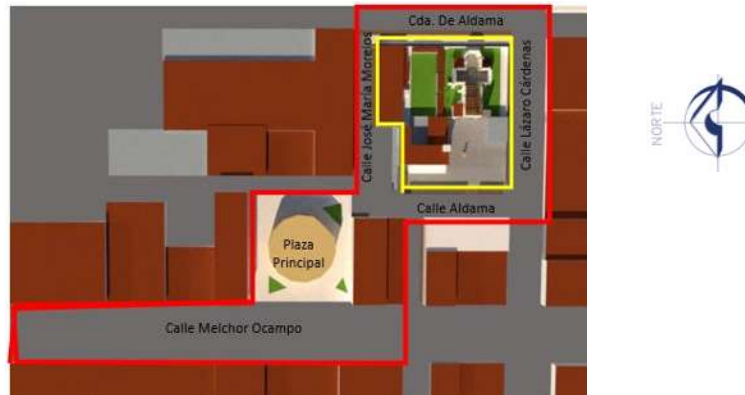 Cda. De Aldama
Calle José María Morelos
Calle Lázaro Cárdenas
Calle Aldama
Plaza
Principal
Calle Melchor Ocampo
NORTE